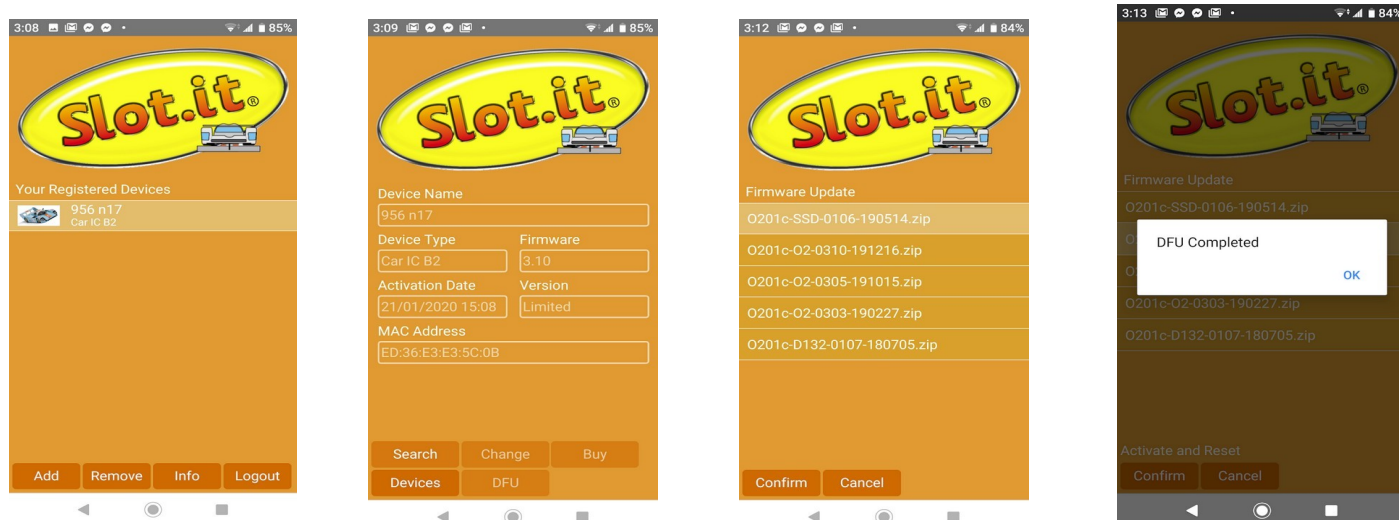 3:08
85%
Slot.it®
Your Registered Devices
956 n17
Car IC B2
Add Remove Info Logout
3:09
85%
Slot.it®
Device Name
956 n17
Device Type Firmware
Car IC B2 3.10
Activation Date Version
21/01/2020 15:08 Limited
MAC Address
ED:36:E3:E3:5C:0B
Search Change Buy
Devices DFU
3:12
84%
Slot.it®
Firmware Update
O201c-SSD-0106-190514.zip
O201c-O2-0310-191216.zip
O201c-O2-0305-191015.zip
O201c-O2-0303-190227.zip
O201c-D132-0107-180705.zip
Confirm Cancel
3:13
84%
Slot.it®
Firmware Update
O201c-SSD-0106-190514.zip
DFU Completed
OK
O201c-O2-0303-190227.zip
O201c-D132-0107-180705.zip
Activate and Reset
Confirm Cancel